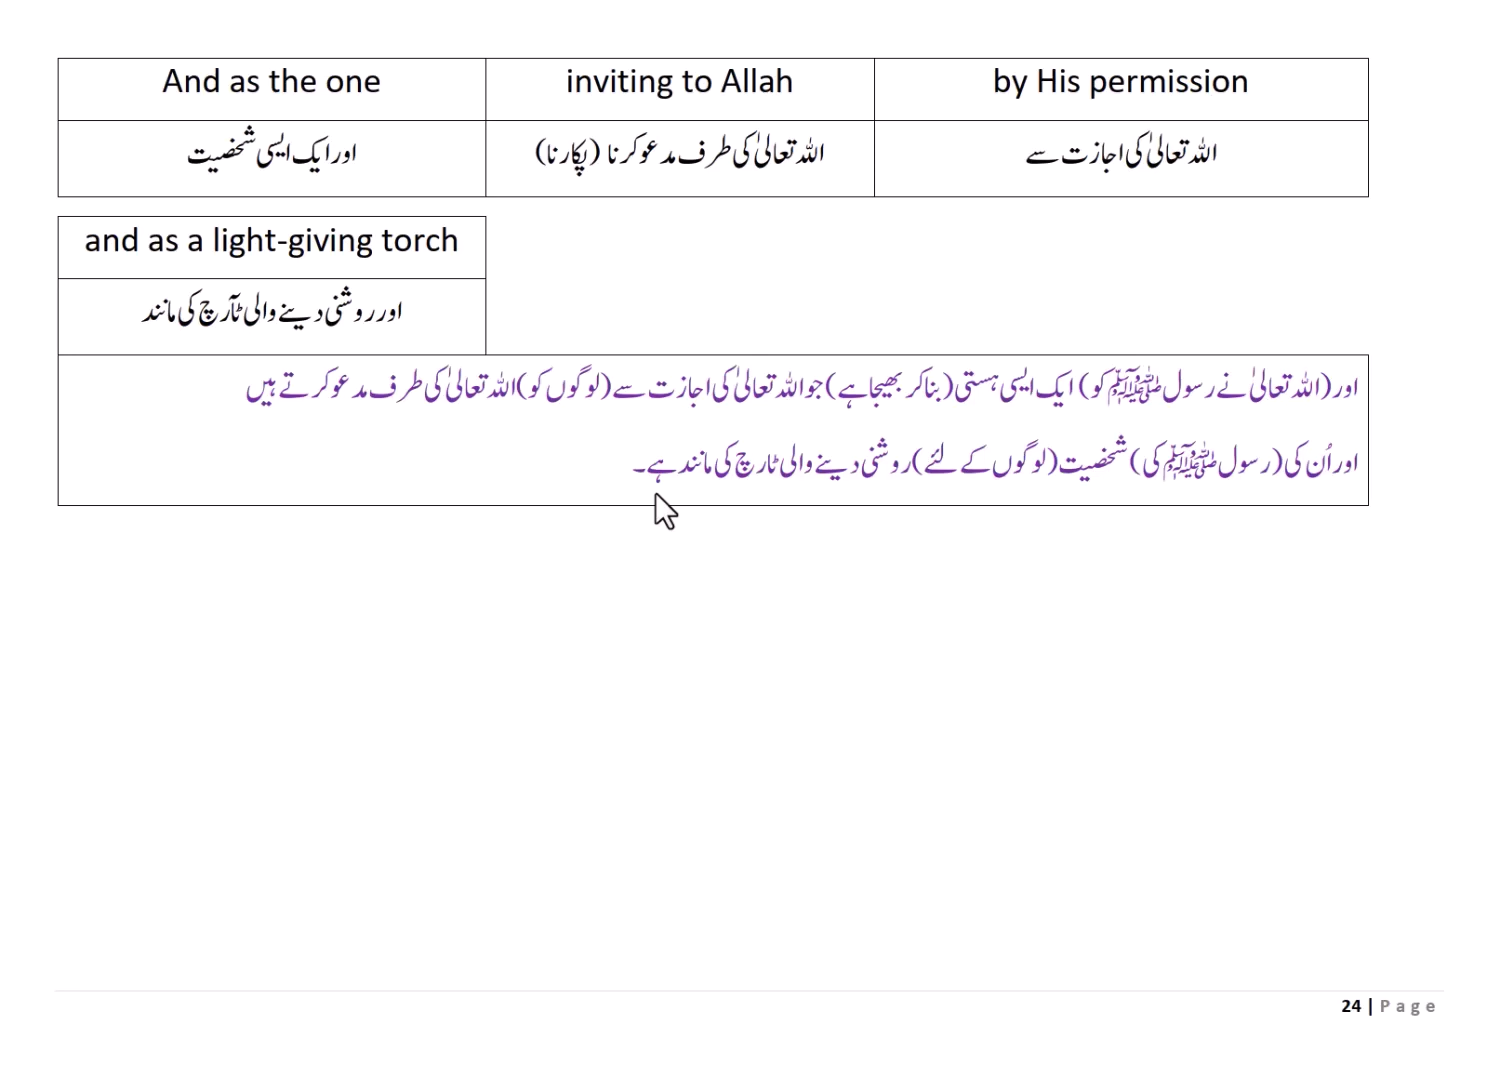 And as the one
inviting to Allah
by His permission
اور ایک ایسی شخصیت
اللہ تعالیٰ کی طرف مدعو کرنا (پکارنا)
اللہ تعالیٰ کی اجازت سے
and as a light-giving torch
اور روشنی دینے والی ٹآرچ کی مانند
اور (اللہ تعالیٰ نے رسول ﷺ کو) ایک ایسی ہستی (بنا کر بھیجا ہے) جو اللہ تعالیٰ کی اجازت سے (لوگوں کو) اللہ تعالیٰ کی طرف مدعو کرتے ہیں
اور اُن کی (رسول ﷺ کی) شخصیت (لوگوں کے لئے) روشنی دینے والی ٹارچ کی مانند ہے۔
24 | Page